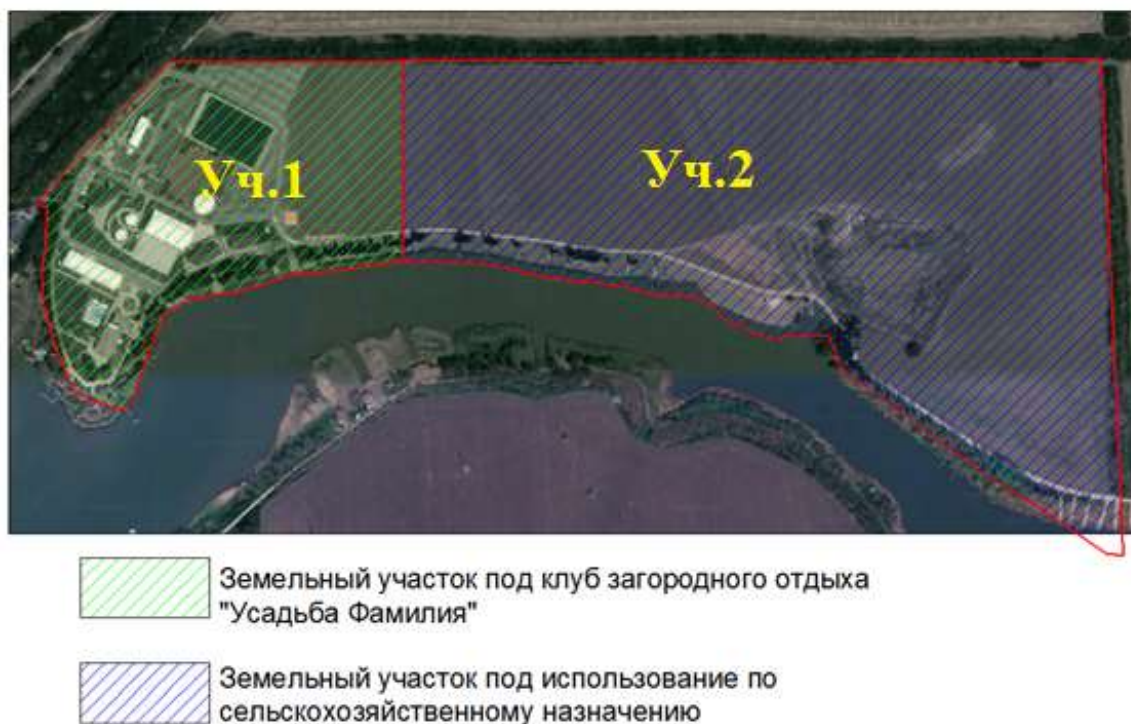 Уч.1
Уч.2
Земельный участок под клуб загородного отдыха
"Усадьба Фамилия"
Земельный участок под использование по
сельскохозяйственному назначению